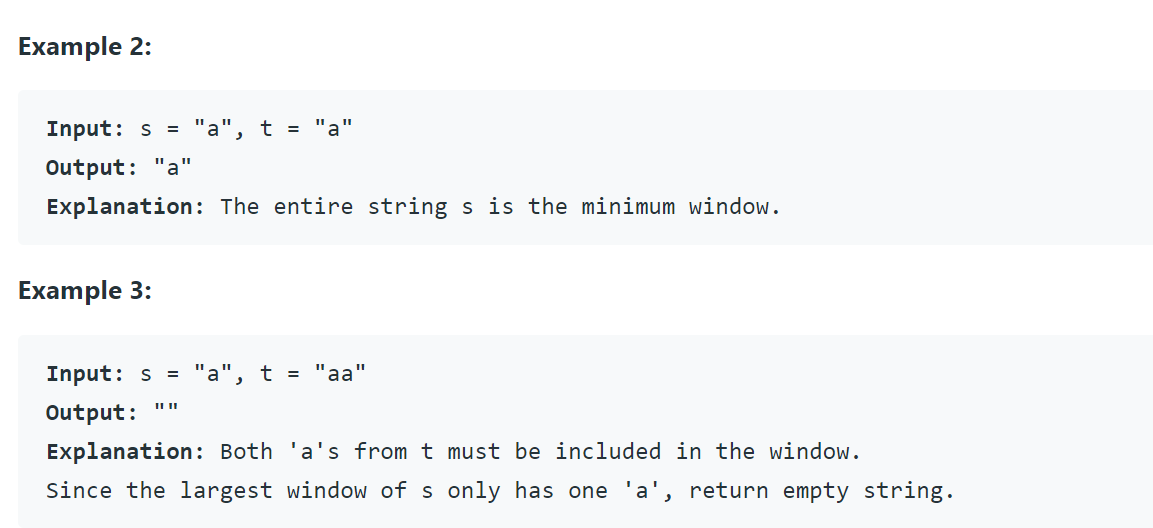 Example 2:
Input: s = "a", t = "a"
Output: "a"
Explanation: The entire string s is the minimum window.
Example 3:
Input: s = "a", t = "aa"
Output: ""
Explanation: Both 'a's from t must be included in the window.
Since the largest window of s only has one 'a', return empty string.